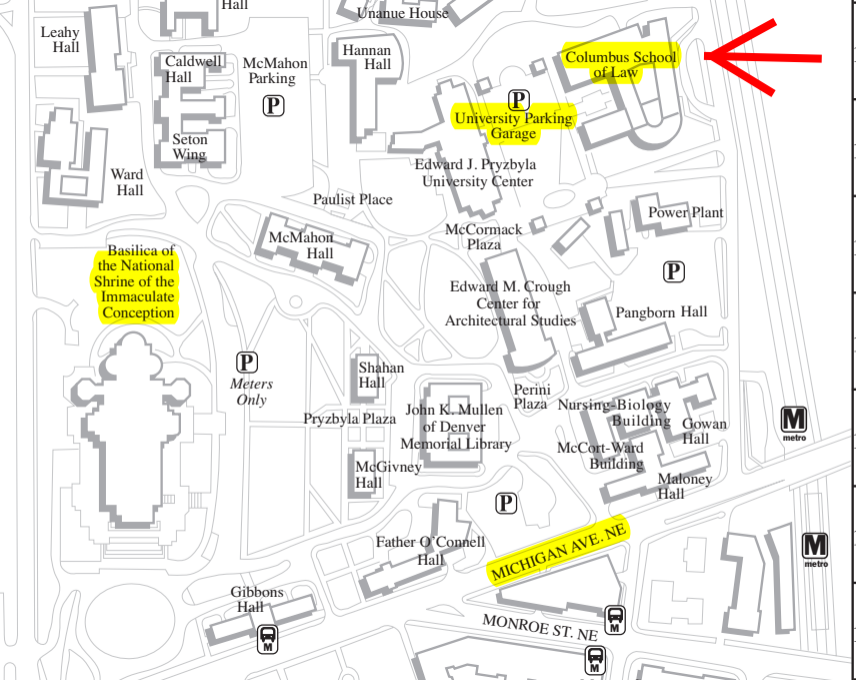 Hall
Unanue House
Leahy
Hall
Caldwell
Hall
McMahon
Parking
P
Hannan
Hall
Columbus School
of Law
P
University Parking
Garage
Seton
Wing
Edward J. Pryzbyla
University Center
Ward
Hall
Paulist Place
Power Plant
McMahon
Hall
McCormack
Plaza
Basilica of
the National
Shrine of the
Immaculate
Conception
P
Edward M. Crough
Center for
Architectural Studies
Pangborn Hall
P
Meters
Only
Shahan
Hall
Perini
Plaza
Pryzbyla Plaza
John K. Mullen
of Denver
Memorial Library
Nursing-Biology
Building
Gowan
Hall
M
metro
McCort-Ward
Building
McGivney
Hall
Maloney
Hall
P
MICHIGAN AVE. NE
Father O'Connell
Hall
M
metro
Gibbons
Hall
M
MONROE ST. NE
M
M